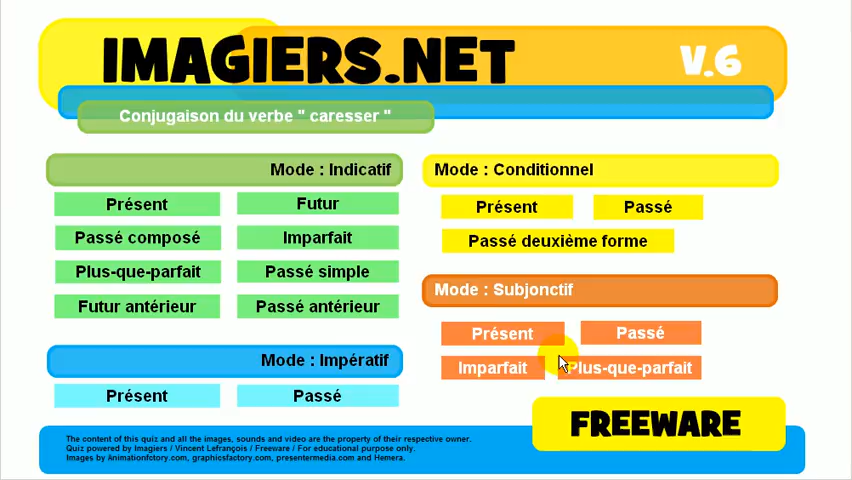 IMAGIERS.NET
V.6
Conjugaison du verbe " caresser "
Mode : Indicatif
Présent
Futur
Passé composé
Imparfait
Plus-que-parfait
Passé simple
Futur antérieur
Passé antérieur
Mode : Impératif
Présent
Passé
Mode : Conditionnel
Présent
Passé
Passé deuxième forme
Mode : Subjonctif
Présent
Passé
Imparfait
Plus-que-parfait
FREEWARE
The content of this quiz and all the images, sounds and video are the property of their respective owner.
Quiz powered by Imagiers / Vincent Lefrançois / Freeware / For educational purpose only.
Images by Animationfctory.com, graphicsfactory.com, presentermedia.com and Hemera.